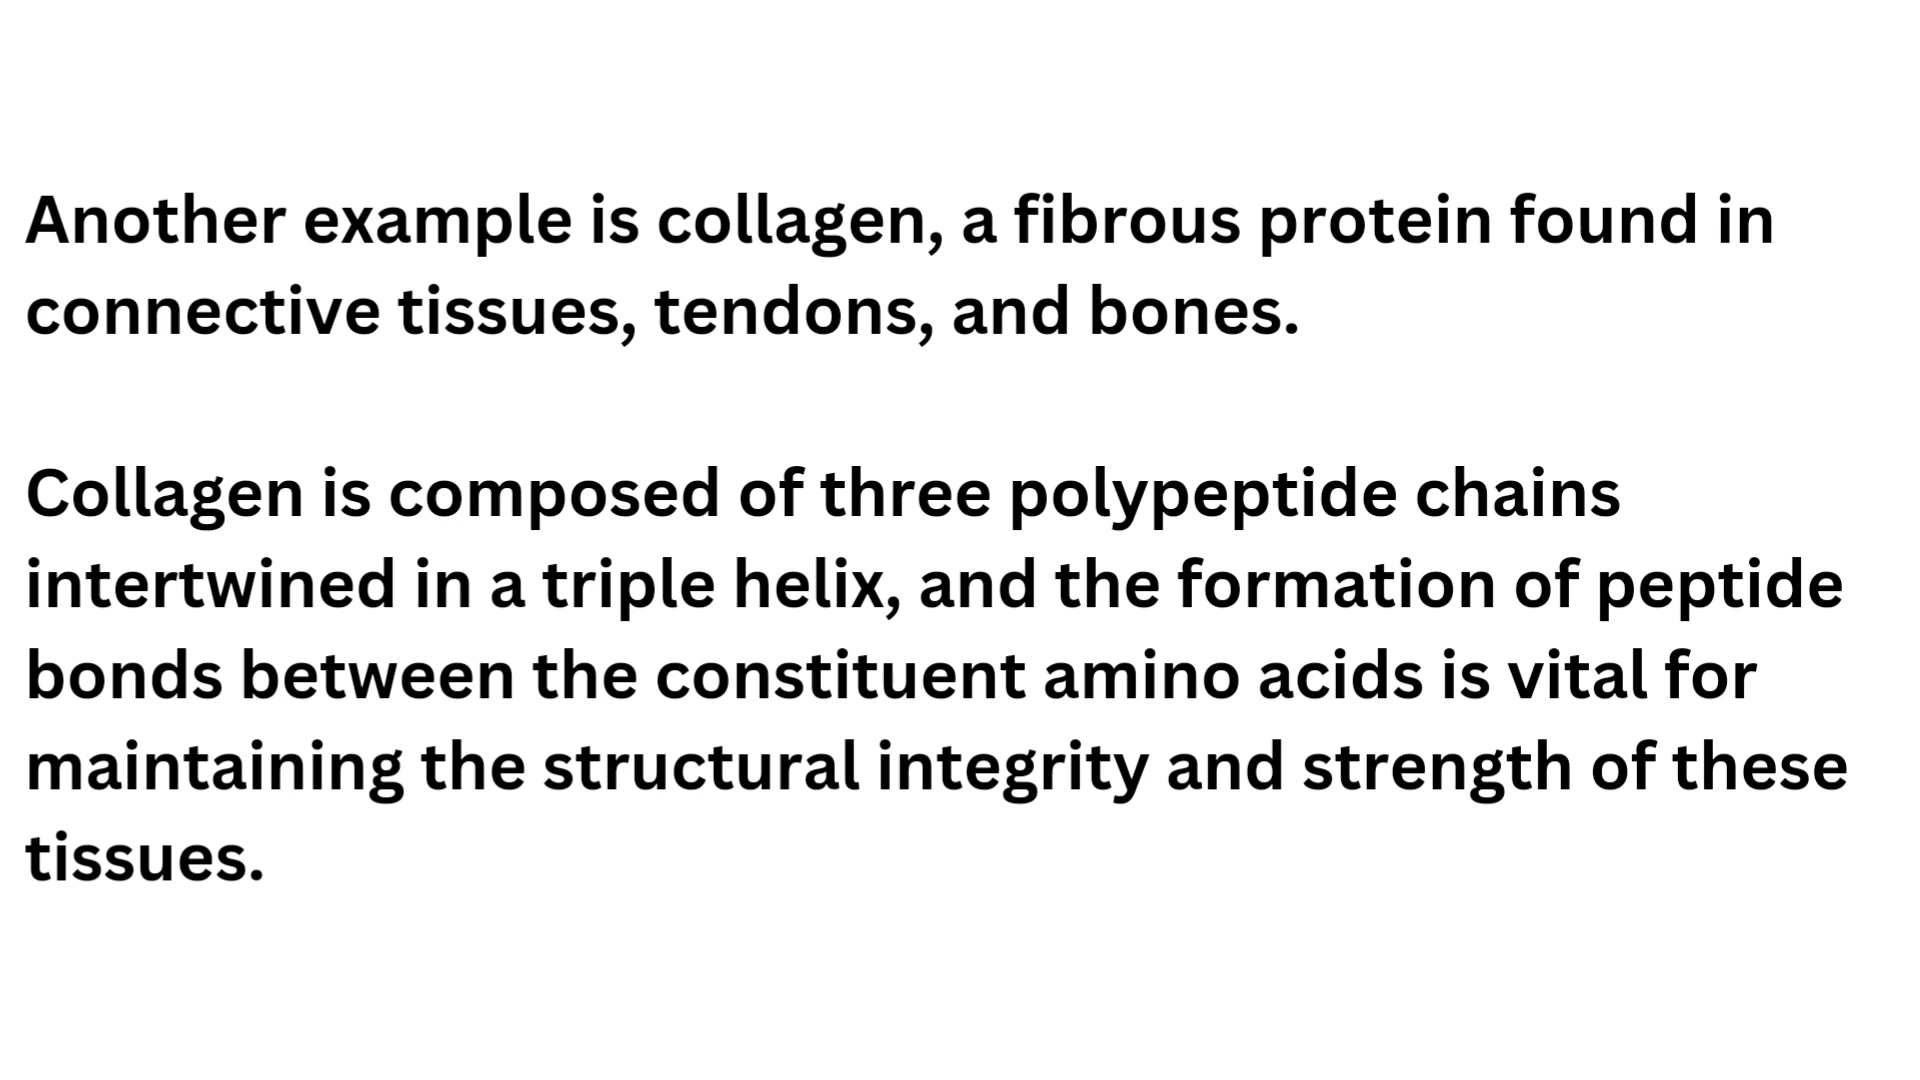 Another example is collagen, a fibrous protein found in
connective tissues, tendons, and bones.
Collagen is composed of three polypeptide chains
intertwined in a triple helix, and the formation of peptide
bonds between the constituent amino acids is vital for
maintaining the structural integrity and strength of these
tissues.